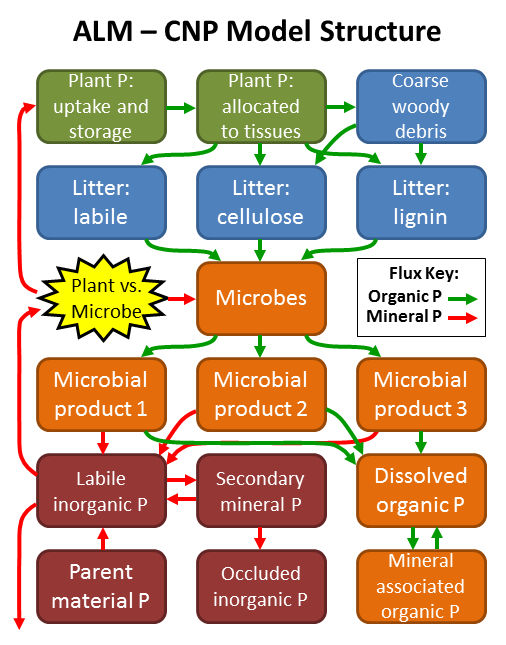 ALM – CNP Model Structure
Plant P:
uptake and
storage
Plant P:
allocated
to tissues
Coarse
woody
debris
Litter:
labile
Litter:
cellulose
Litter:
lignin
Plant vs.
Microbe
Microbes
Flux Key:
Organic P
Mineral P
Microbial
product 1
Microbial
product 2
Microbial
product 3
Labile
inorganic P
Secondary
mineral P
Dissolved
organic P
Parent
material P
Occluded
inorganic P
Mineral
associated
organic P